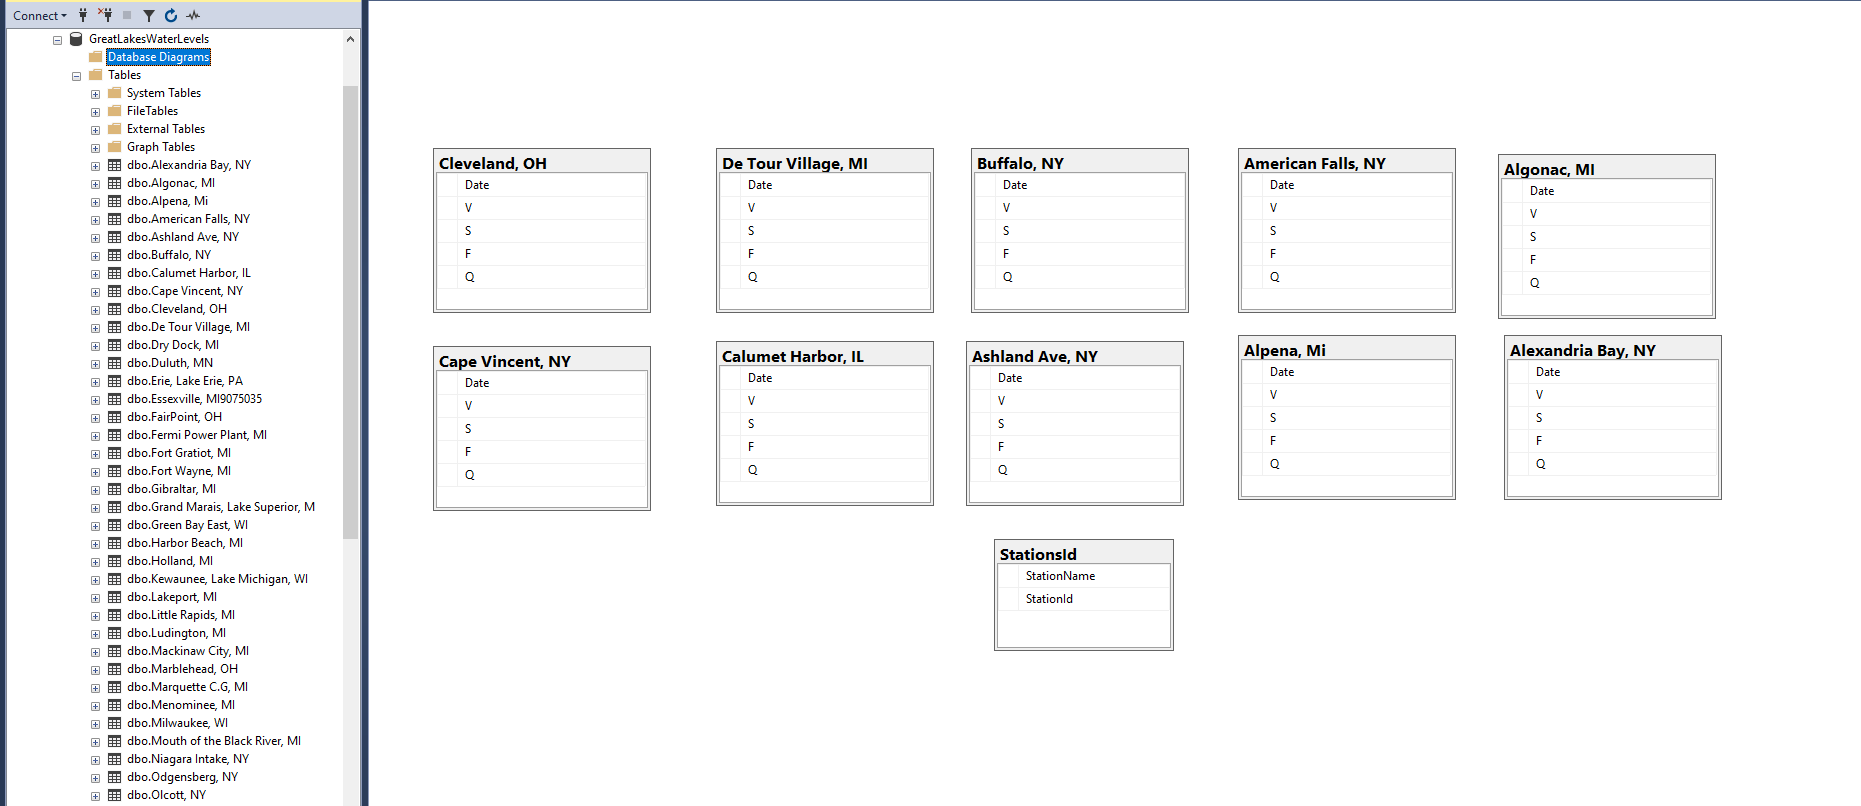 Connect
GreatLakesWaterLevels
Database Diagrams
Tables
System Tables
FileTables
External Tables
Graph Tables
dbo.Alexandria Bay, NY
dbo.Algonac, MI
dbo.Alpena, Mi
dbo.American Falls, NY
dbo.Ashland Ave, NY
dbo.Buffalo, NY
dbo.Calumet Harbor, IL
dbo.Cape Vincent, NY
dbo.Cleveland, OH
dbo.De Tour Village, MI
dbo.Dry Dock, MI
dbo.Duluth, MN
dbo.Erie, Lake Erie, PA
dbo.Essexville, MI9075035
dbo.FairPoint, OH
dbo.Fermi Power Plant, MI
dbo.Fort Gratiot, MI
dbo.Fort Wayne, MI
dbo.Gibraltar, MI
dbo.Grand Marais, Lake Superior, M
dbo.Green Bay East, WI
dbo.Harbor Beach, MI
dbo.Holland, MI
dbo.Kewaunee, Lake Michigan, WI
dbo.Lakeport, MI
dbo.Little Rapids, MI
dbo.Ludington, MI
dbo.Mackinaw City, MI
dbo.Marblehead, OH
dbo.Marquette C.G, MI
dbo.Menominee, MI
dbo.Milwaukee, WI
dbo.Mouth of the Black River, MI
dbo.Niagara Intake, NY
dbo.Odgensberg, NY
dbo.Olcott, NY
Cleveland, OH
Date
V
S
F
Q
De Tour Village, MI
Date
V
S
F
Q
Buffalo, NY
Date
V
S
F
Q
American Falls, NY
Date
V
S
F
Q
Algonac, MI
Date
V
S
F
Q
Cape Vincent, NY
Date
V
S
F
Q
Calumet Harbor, IL
Date
V
S
F
Q
Ashland Ave, NY
Date
V
S
F
Q
Alpena, Mi
Date
V
S
F
Q
Alexandria Bay, NY
Date
V
S
F
Q
StationsId
StationName
StationId